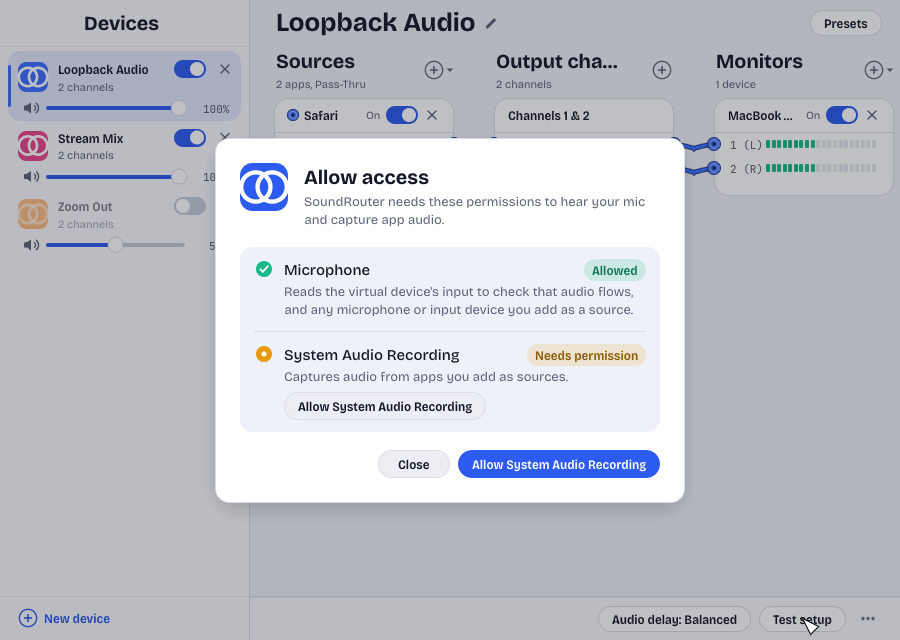 Devices
Loopback Audio
2 channels
100%
Stream Mix
2 channels
10
Zoom Out
2 channels
5
New device
Loopback Audio
Presets
Sources
2 apps, Pass-Thru
Output cha...
2 channels
Monitors
1 device
Safari
On
Channels 1 & 2
MacBook ...
On
1 (L)
2 (R)
Allow access
SoundRouter needs these permissions to hear your mic
and capture app audio.
Microphone
Allowed
Reads the virtual device's input to check that audio flows,
and any microphone or input device you add as a source.
System Audio Recording
Needs permission
Captures audio from apps you add as sources.
Allow System Audio Recording
Close
Allow System Audio Recording
Audio delay: Balanced
Test setup